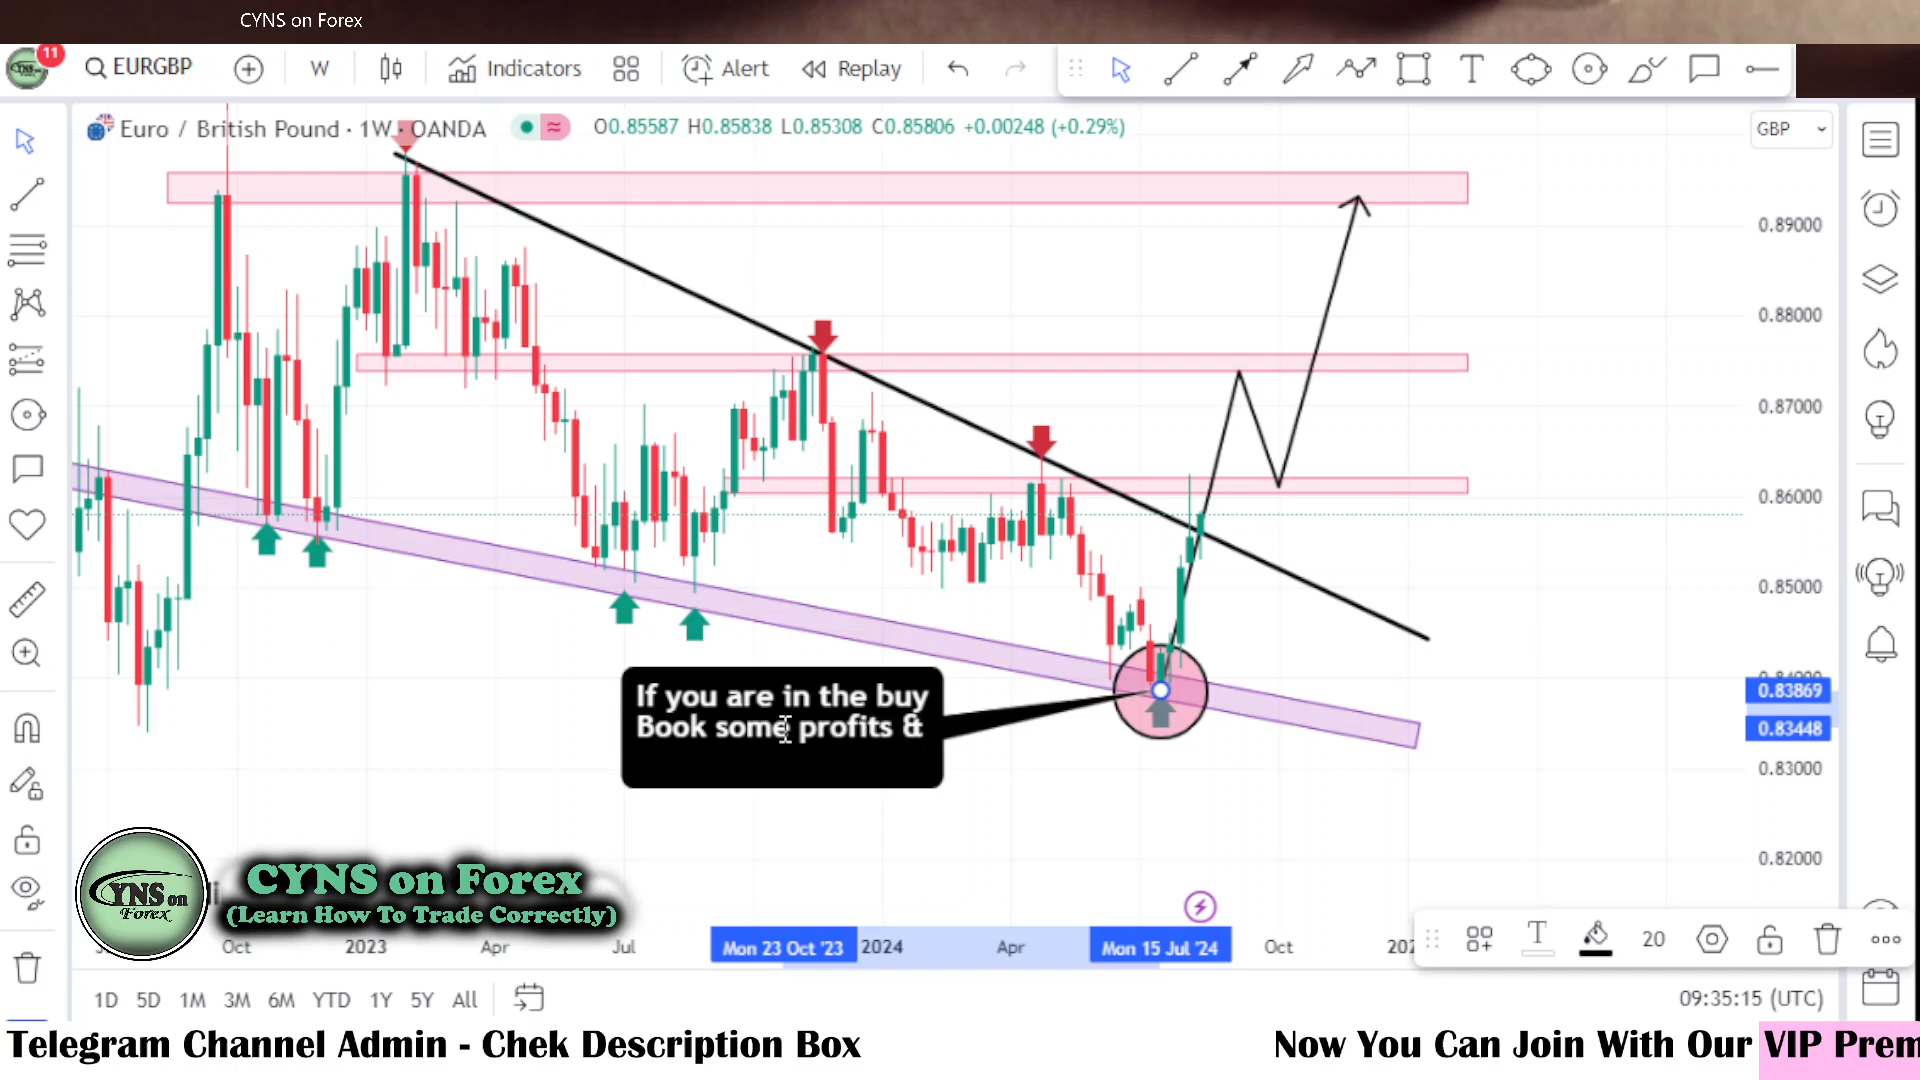 CYNS on Forex
11
EURGBP
W
Indicators
Alert
Replay
Euro / British Pound · 1W · OANDA
O0.85587 H0.85838 L0.85308 C0.85806 +0.00248 (+0.29%)
GBP
0.89000
0.88000
0.87000
0.86000
0.85000
0.83869
0.83448
0.83000
0.82000
If you are in the buy
Book some profits &
CYNS on Forex
(Learn How To Trade Correctly)
YNS on
Forex
Oct
2023
Apr
Jul
Mon 23 Oct '23
2024
Apr
Mon 15 Jul '24
Oct
20
1D 5D 1M 3M 6M YTD 1Y 5Y All
09:35:15 (UTC)
Telegram Channel Admin - Chek Description Box
Now You Can Join With Our VIP Prem